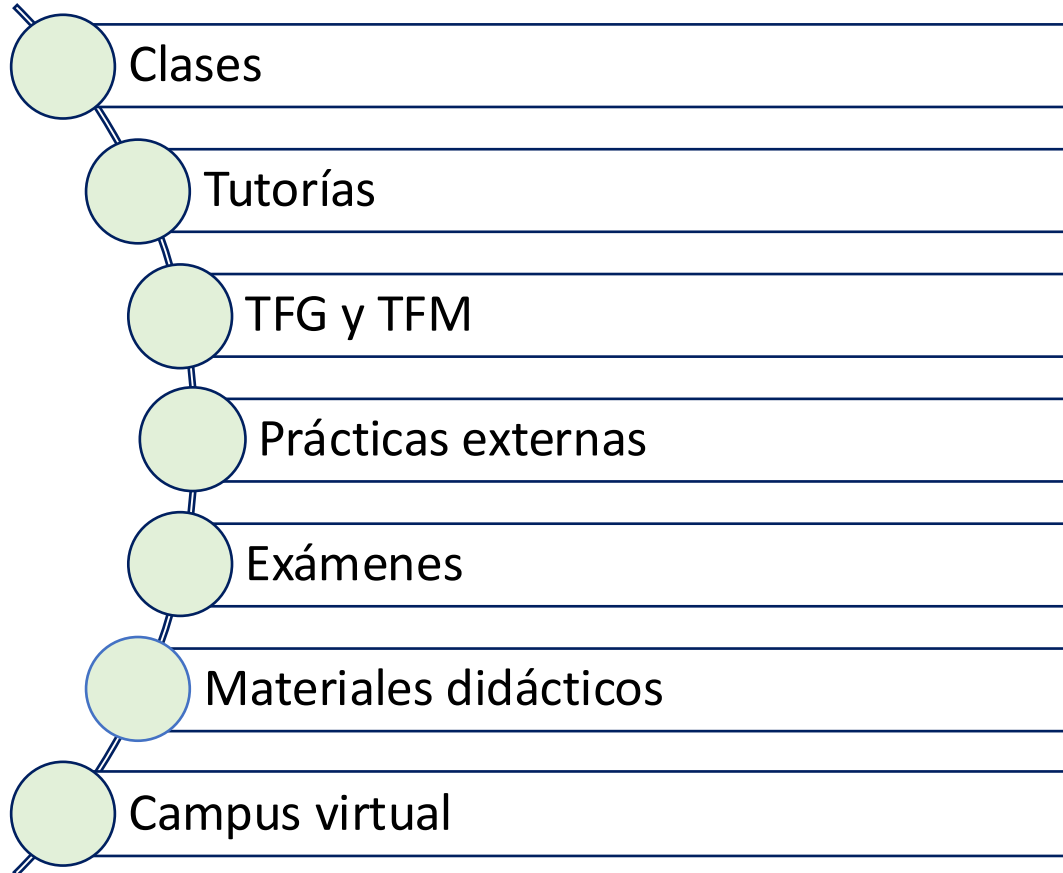 Clases
Tutorías
TFG y TFM
Prácticas externas
Exámenes
Materiales didácticos
Campus virtual